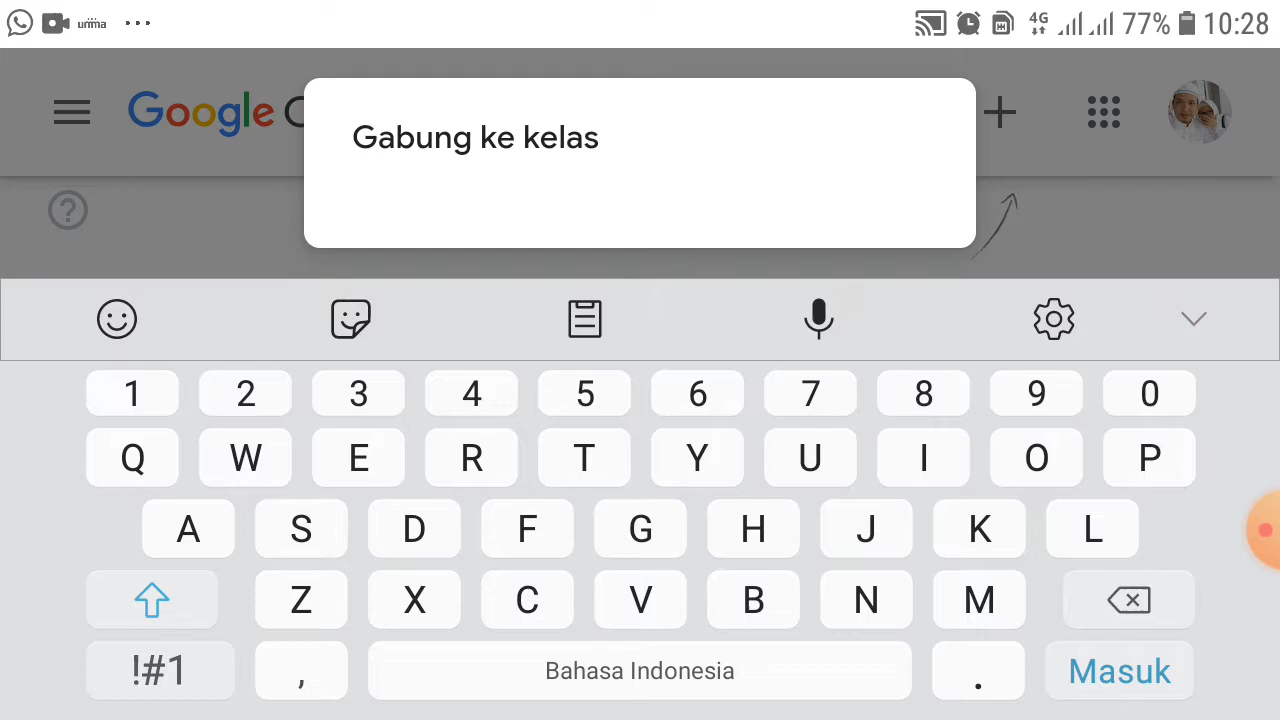 umma
4G 77% 10:28
Google C
Gabung ke kelas
1 2 3 4 5 6 7 8 9 0
Q W E R T Y U I O P
A S D F G H J K L
Z X C V B N M
!#1 , Bahasa Indonesia . Masuk